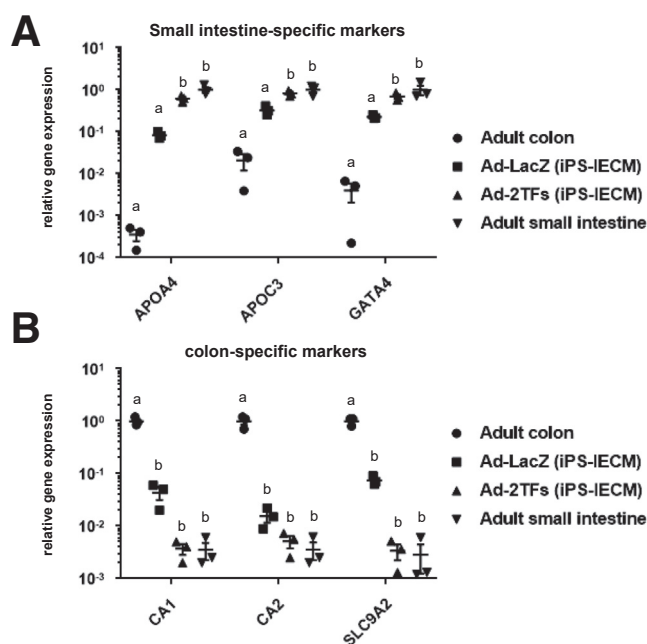 A
Small intestine-specific markers
relative gene expression
10¹
10⁰
10⁻¹
10⁻²
10⁻³
10⁻⁴
a
a
b
b
a
a
b
b
a
a
b
b
APOA4
APOC3
GATA4
Adult colon
Ad-LacZ (iPS-IECM)
Ad-2TFs (iPS-IECM)
Adult small intestine
B
colon-specific markers
relative gene expression
10¹
10⁰
10⁻¹
10⁻²
10⁻³
a
b
b
b
a
b
b
b
a
b
b
b
CA1
CA2
SLC9A2
Adult colon
Ad-LacZ (iPS-IECM)
Ad-2TFs (iPS-IECM)
Adult small intestine